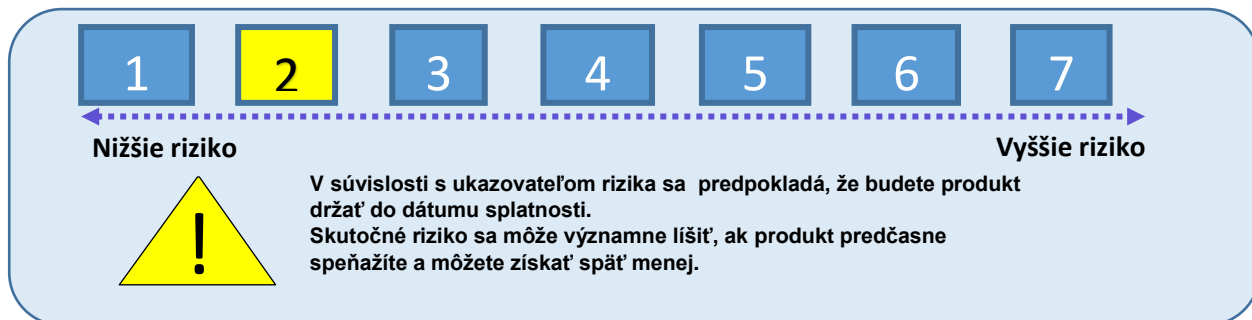 1 2 3 4 5 6 7
Nižšie riziko Vyššie riziko
!
V súvislosti s ukazovateľom rizika sa predpokladá, že budete produkt
držať do dátumu splatnosti.
Skutočné riziko sa môže významne líšiť, ak produkt predčasne
speňažíte a môžete získať späť menej.